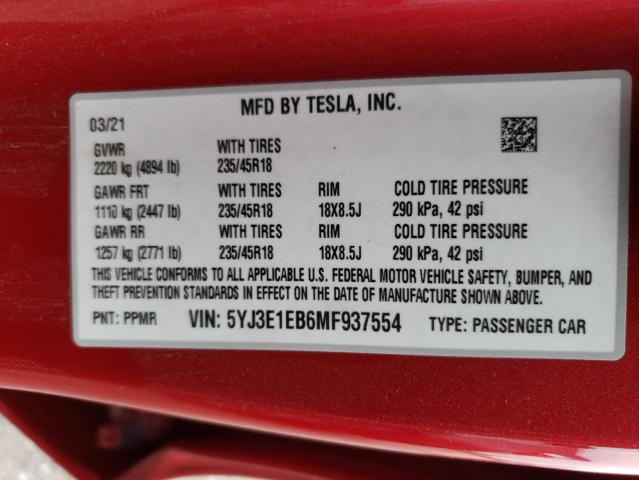 MFD BY TESLA, INC.
03/21
GVWR WITH TIRES
2220 kg (4894 lb) 235/45R18
GAWR FRT WITH TIRES RIM COLD TIRE PRESSURE
1110 kg (2447 lb) 235/45R18 18X8.5J 290 kPa, 42 psi
GAWR RR WITH TIRES RIM COLD TIRE PRESSURE
1257 kg (2771 lb) 235/45R18 18X8.5J 290 kPa, 42 psi
THIS VEHICLE CONFORMS TO ALL APPLICABLE U.S. FEDERAL MOTOR VEHICLE SAFETY, BUMPER, AND
THEFT PREVENTION STANDARDS IN EFFECT ON THE DATE OF MANUFACTURE SHOWN ABOVE.
PNT: PPMR VIN: 5YJ3E1EB6MF937554 TYPE: PASSENGER CAR